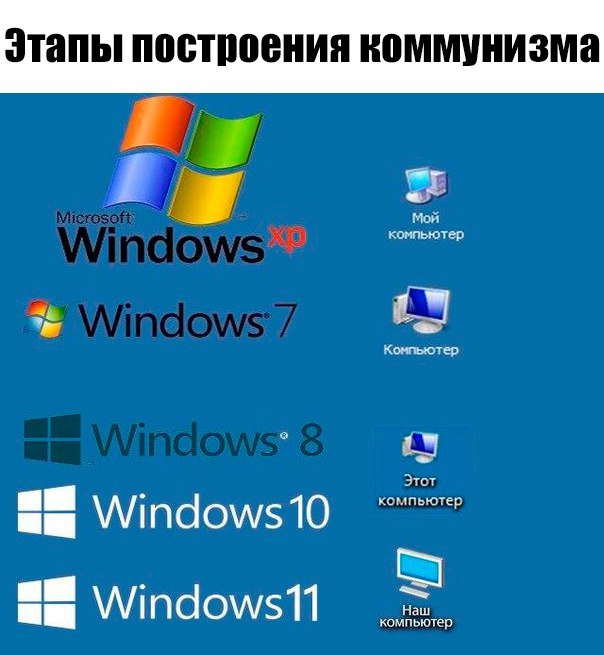 Этапы построения коммунизма
Microsoft
Windows xp
Мой
компьютер
Windows 7
Компьютер
Windows® 8
Этот
компьютер
Windows 10
Windows 11
Наш
компьютер